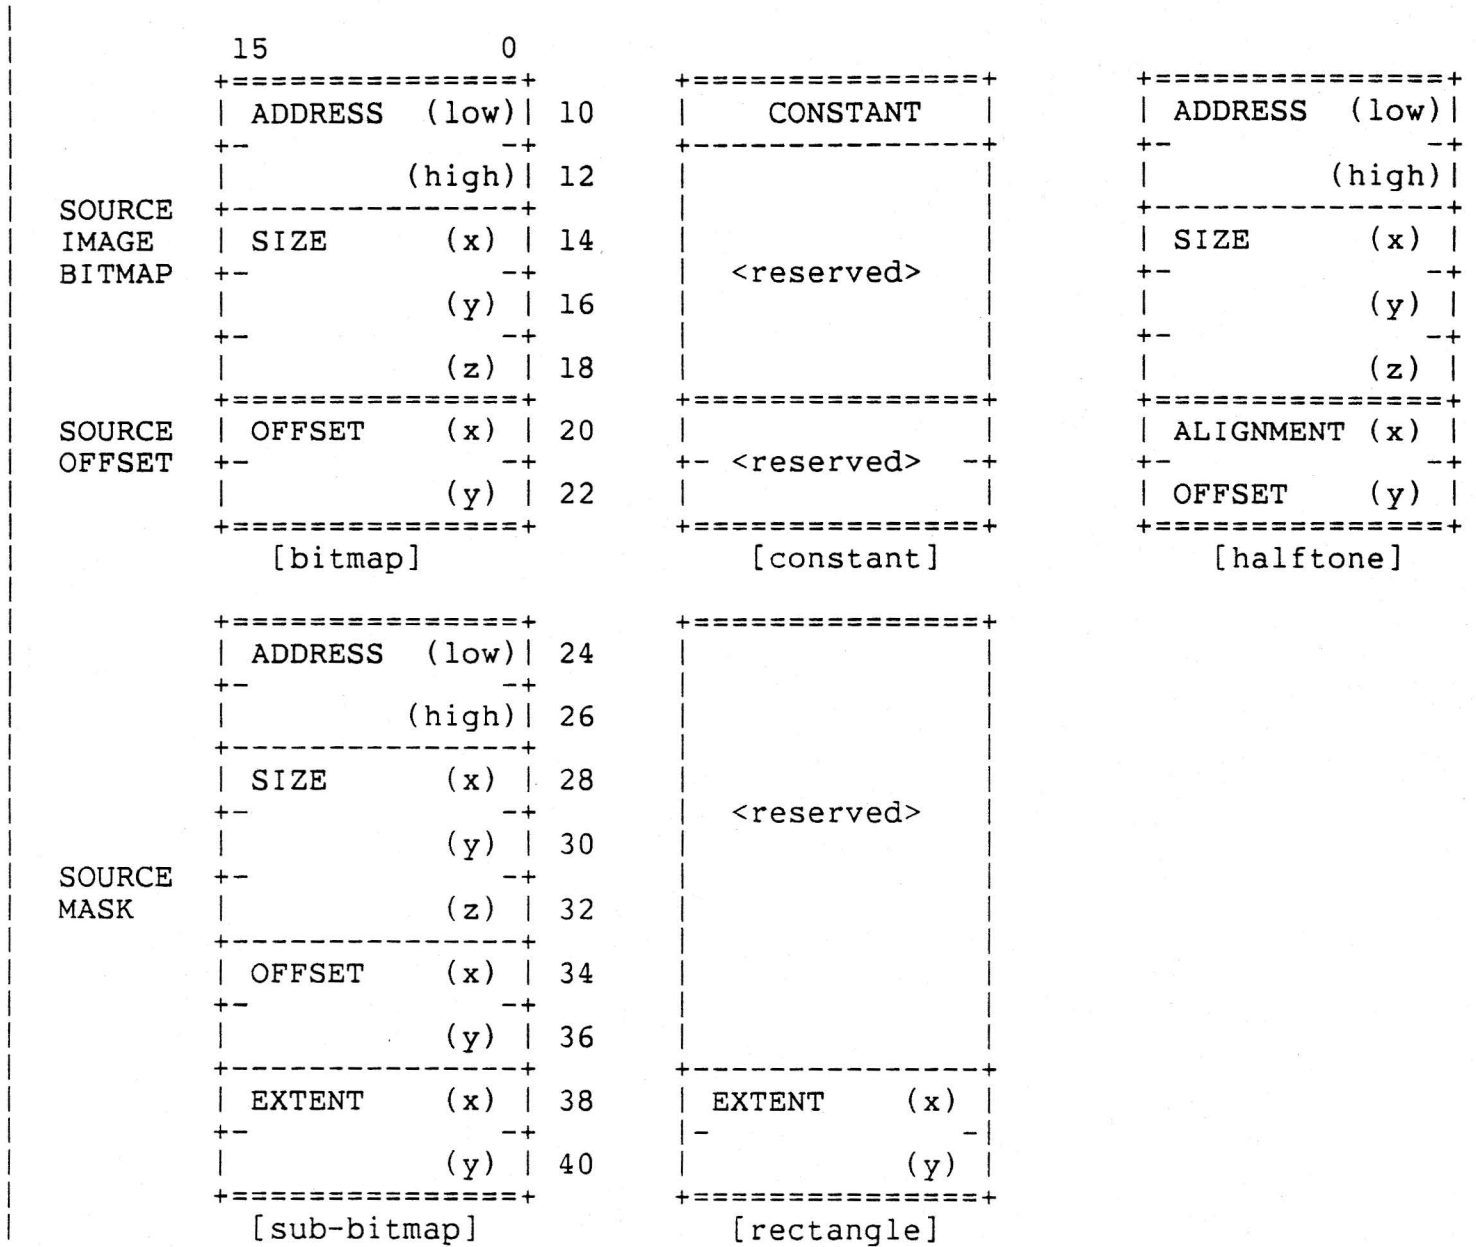 15 0
+===============+ +===============+ +===============+
| ADDRESS (low)| 10 | CONSTANT | | ADDRESS (low)|
+- -+ +---------------+ +- -+
| (high)| 12 | | | (high)|
SOURCE +---------------+ | | +---------------+
IMAGE | SIZE (x) | 14 | | | SIZE (x) |
BITMAP +- -+ | <reserved> | +- -+
| (y) | 16 | | | (y) |
+- -+ | | +- -+
| (z) | 18 | | | (z) |
+===============+ +===============+ +===============+
SOURCE | OFFSET (x) | 20 | | | ALIGNMENT (x) |
OFFSET +- -+ +- <reserved> -+ +- -+
| (y) | 22 | | | OFFSET (y) |
+===============+ +===============+ +===============+
[bitmap] [constant] [halftone]
+===============+ +===============+
| ADDRESS (low)| 24 | |
+- -+ | |
| (high)| 26 | |
+---------------+ | |
| SIZE (x) | 28 | |
+- -+ | <reserved> |
| (y) | 30 | |
SOURCE +- -+ | |
MASK | (z) | 32 | |
+---------------+ | |
| OFFSET (x) | 34 | |
+- -+ | |
| (y) | 36 | |
+---------------+ +---------------+
| EXTENT (x) | 38 | EXTENT (x) |
+- -+ |- -|
| (y) | 40 | (y) |
+===============+ +===============+
[sub-bitmap] [rectangle]